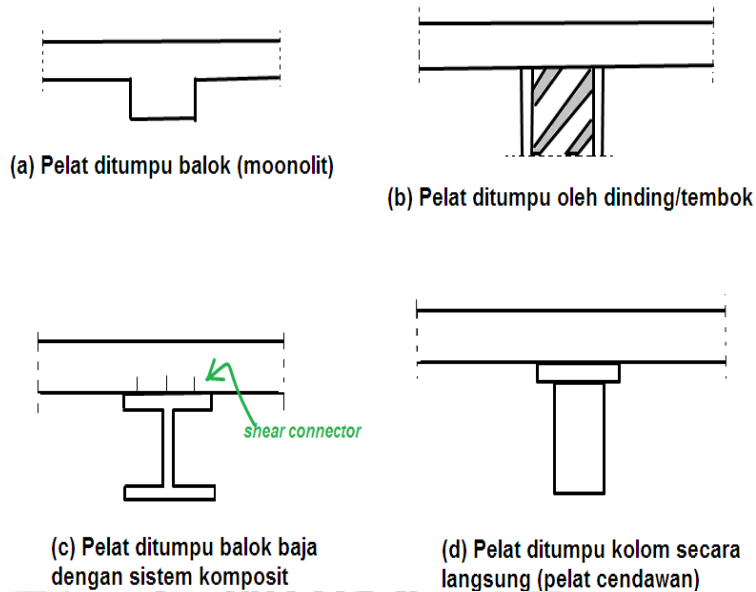 (a) Pelat ditumpu balok (moonolit)
(b) Pelat ditumpu oleh dinding/tembok
shear connector
(c) Pelat ditumpu balok baja
dengan sistem komposit
(d) Pelat ditumpu kolom secara
langsung (pelat cendawan)